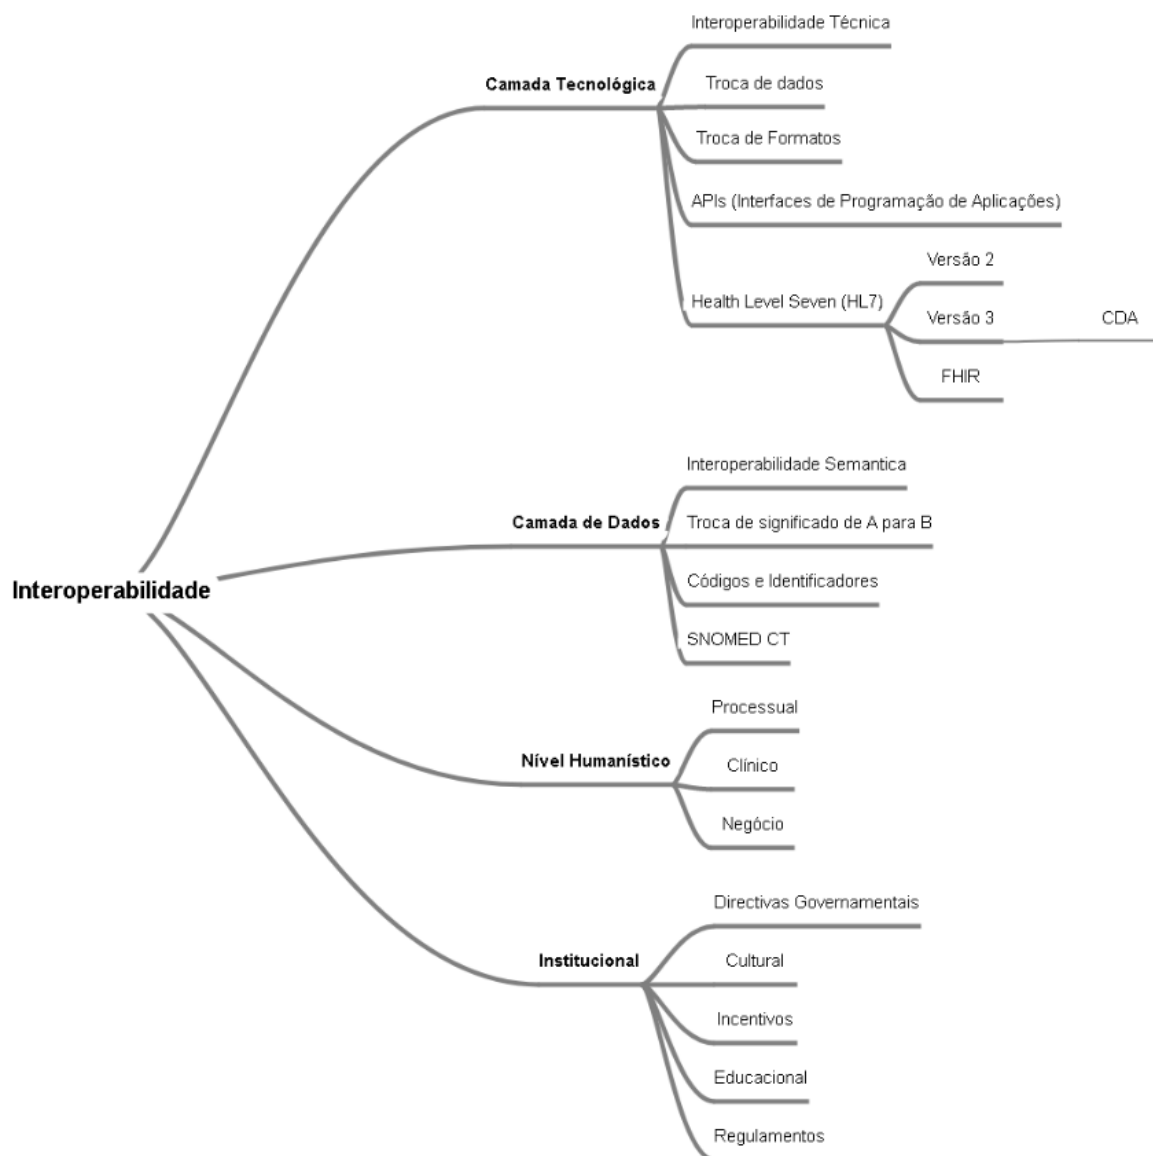 Interoperabilidade
Camada Tecnológica
Interoperabilidade Técnica
Troca de dados
Troca de Formatos
APIs (Interfaces de Programação de Aplicações)
Health Level Seven (HL7)
Versão 2
Versão 3
CDA
FHIR
Camada de Dados
Interoperabilidade Semantica
Troca de significado de A para B
Códigos e Identificadores
SNOMED CT
Nível Humanístico
Processual
Clínico
Negócio
Institucional
Directivas Governamentais
Cultural
Incentivos
Educacional
Regulamentos